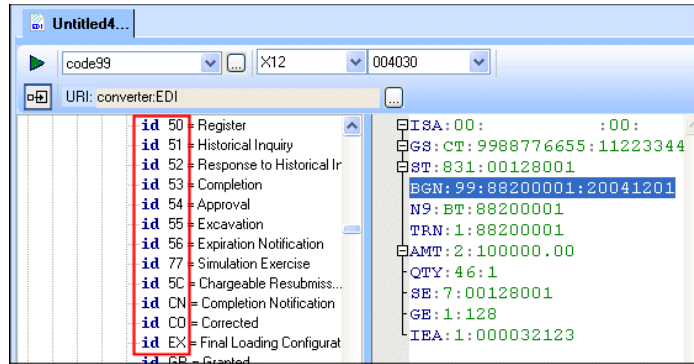 Untitled4...
code99 ... X12 004030
URI: converter:EDI ...
id 50 = Register
id 51 = Historical Inquiry
id 52 = Response to Historical Ir
id 53 = Completion
id 54 = Approval
id 55 = Excavation
id 56 = Expiration Notification
id 77 = Simulation Exercise
id 5C = Chargeable Resubmiss...
id CN = Completion Notification
id CO = Corrected
id EX = Final Loading Configurat
id GR = Granted
ISA:00: :00:
GS:CT:9988776655:11223344
ST:831:00128001
BGN:99:88200001:20041201
N9:BT:88200001
TRN:1:88200001
AMT:2:100000.00
QTY:46:1
SE:7:00128001
GE:1:128
IEA:1:000032123